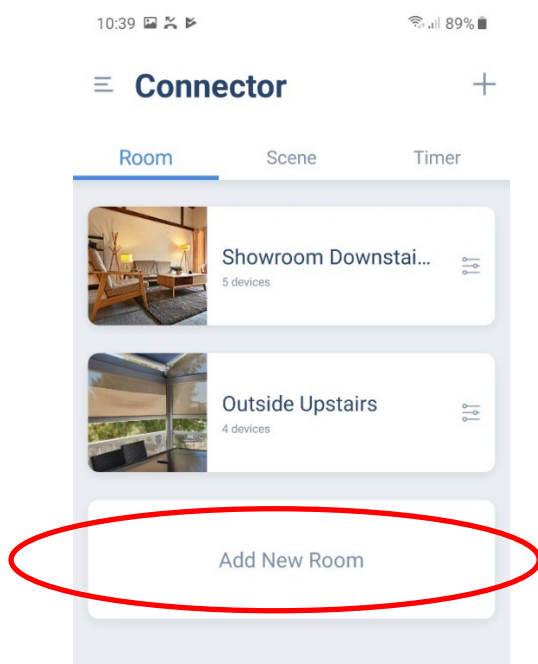 10:39 89%
Connector
Room Scene Timer
Showroom Downstai...
5 devices
Outside Upstairs
4 devices
Add New Room